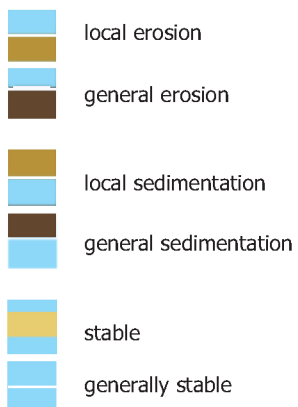 local erosion
general erosion
local sedimentation
general sedimentation
stable
generally stable